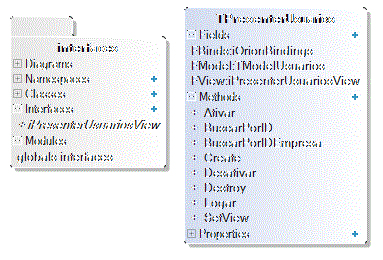 interfaces
Diagrams
Namespaces
Classes
Interfaces
iPresenterUsuariosView
Modules
globals interfaces
TPresenterUsuarios
Fields
FBinds:iOrionBindings
FModel:TModelUsuarios
FView:iPresenterUsuariosView
Methods
Ativar
BuscarPorID
BuscarPorIDEmpresa
Create
Desativar
Destroy
Logar
SetView
Properties